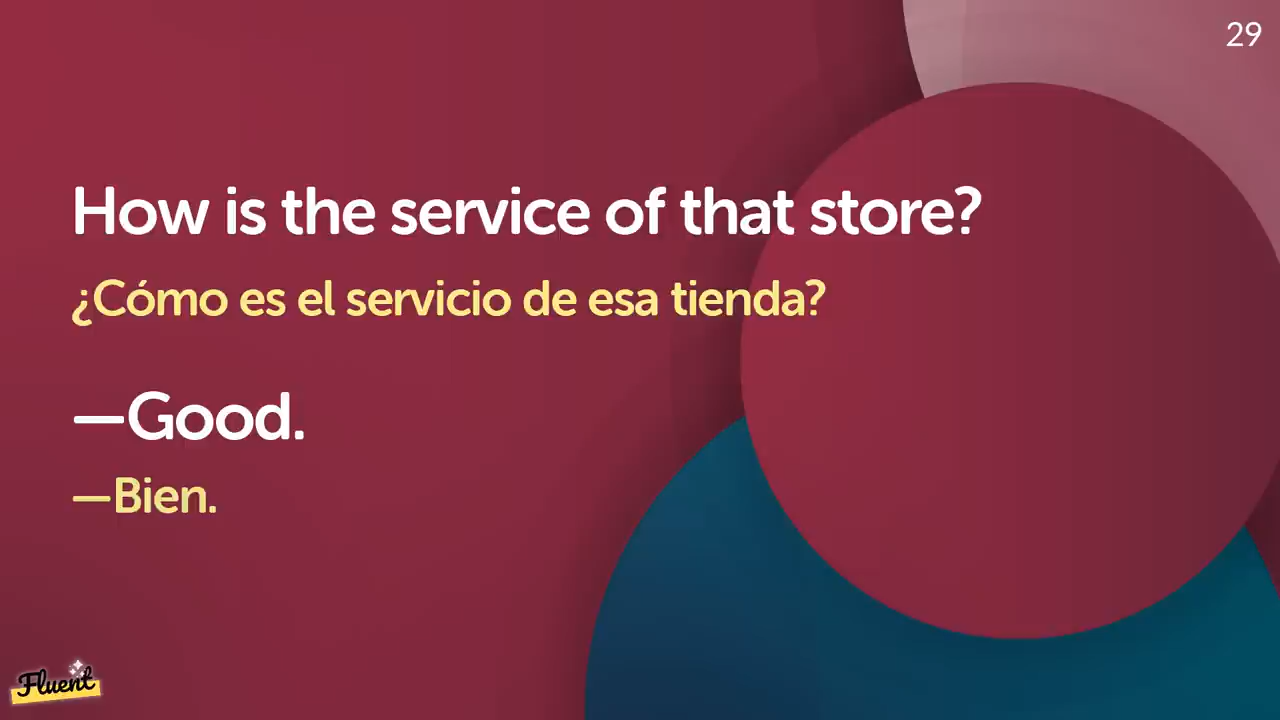 29
How is the service of that store?
¿Cómo es el servicio de esa tienda?
—Good.
—Bien.
Fluent